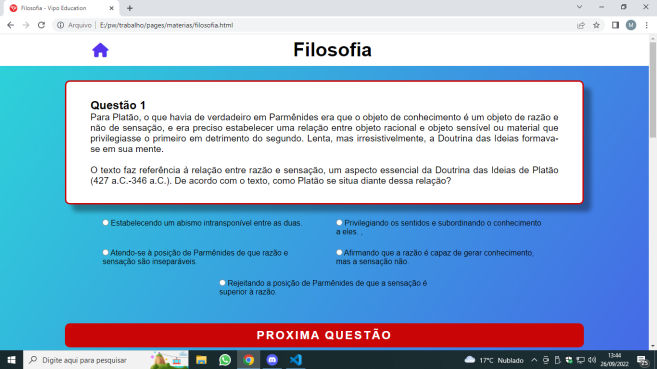 Filosofia - Vipo Education
Arquivo | E:/pw/trabalho/pages/materias/filosofia.html
M
Filosofia
Questão 1
Para Platão, o que havia de verdadeiro em Parmênides era que o objeto de conhecimento é um objeto de razão e
não de sensação, e era preciso estabelecer uma relação entre objeto racional e objeto sensível ou material que
privilegiasse o primeiro em detrimento do segundo. Lenta, mas irresistivelmente, a Doutrina das Ideias formava-
se em sua mente.
O texto faz referência á relação entre razão e sensação, um aspecto essencial da Doutrina das Ideias de Platão
(427 a.C.-346 a.C.). De acordo com o texto, como Platão se situa diante dessa relação?
Estabelecendo um abismo intransponível entre as duas.
Privilegiando os sentidos e subordinando o conhecimento
a eles. ,
Atendo-se à posição de Parmênides de que razão e
sensação são inseparáveis.
Afirmando que a razão é capaz de gerar conhecimento,
mas a sensação não.
Rejeitando a posição de Parmênides de que a sensação é
superior à razão.
PROXIMA QUESTÃO
Digite aqui para pesquisar
17°C Nublado
13:44
26/09/2022
25